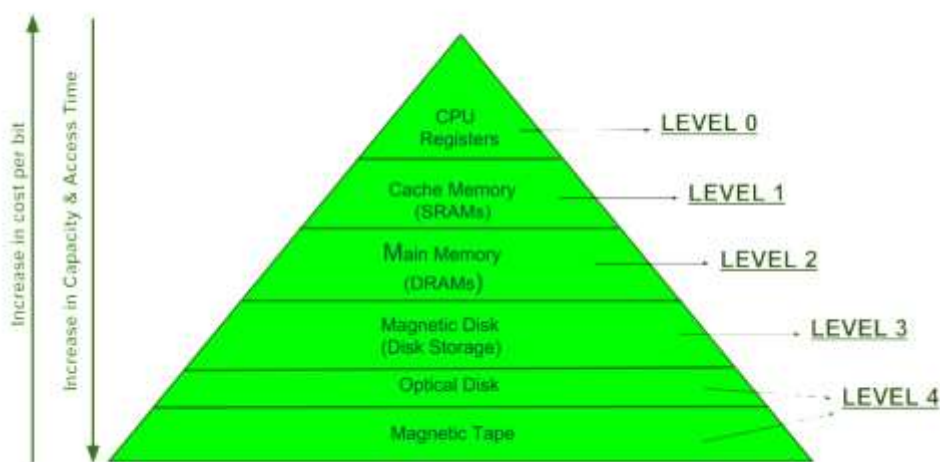 Increase in cost per bit
Increase in Capacity & Access Time
CPU
Registers
LEVEL 0
Cache Memory
(SRAMs)
LEVEL 1
Main Memory
(DRAMs)
LEVEL 2
Magnetic Disk
(Disk Storage)
LEVEL 3
Optical Disk
LEVEL 4
Magnetic Tape